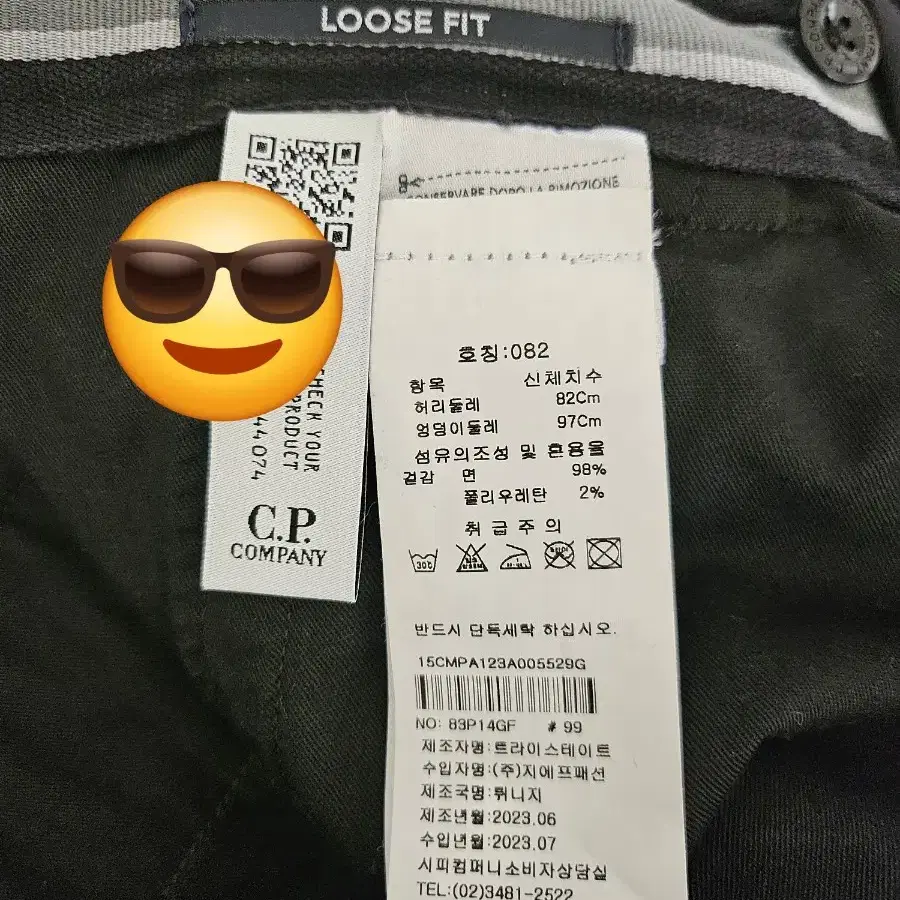 LOOSE FIT
CONSERVARE DOPO LA RIMOZIONE
CHECK YOUR
PRODUCT
44074
C.P.
COMPANY
호칭:082
항목 신체치수
허리둘레 82Cm
엉덩이둘레 97Cm
섬유의조성 및 혼용율
겉감 면 98%
폴리우레탄 2%
취급주의
30℃
반드시 단독세탁 하십시오.
15CMPA123A005529G
NO: 83P14GF # 99
제조자명:트라이스테이트
수입자명:(주)지에프패션
제조국명:튀니지
제조년월:2023.06
수입년월:2023.07
시피컴퍼니소비자상담실
TEL:(02)3481-2522